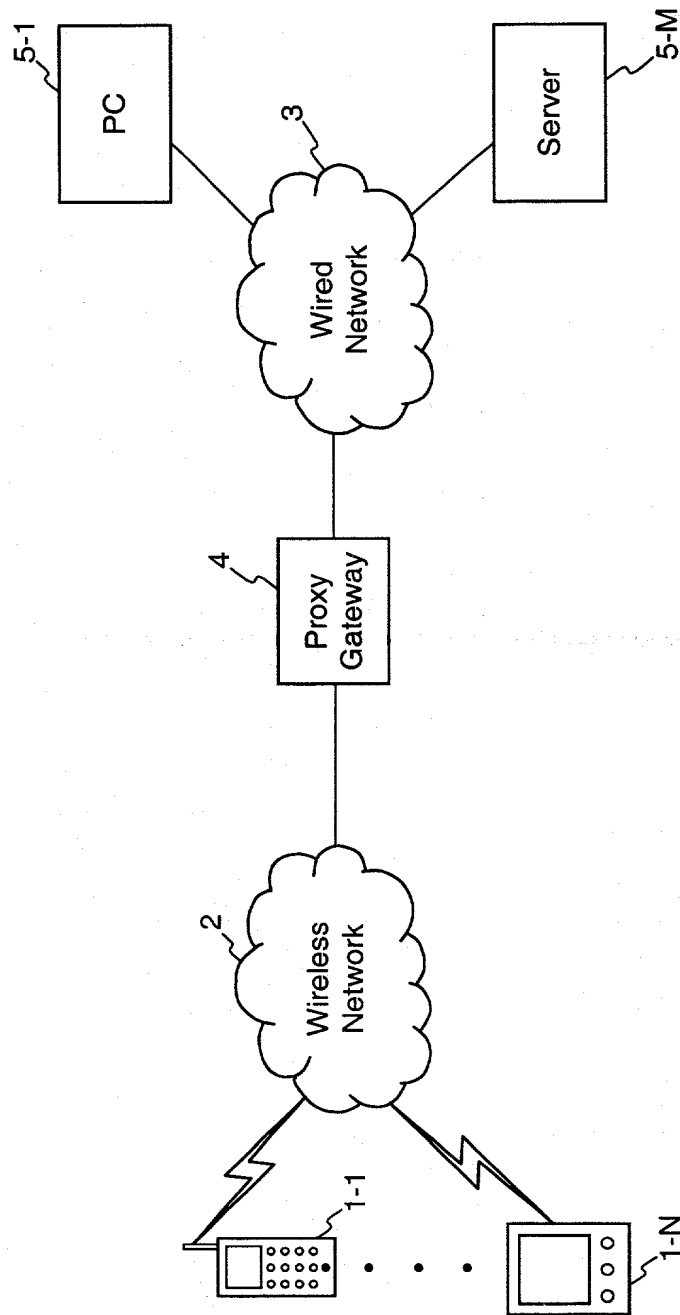 5-1
PC
3
Wired
Network
Server
5-M
4
Proxy
Gateway
2
Wireless
Network
1-1
1-N